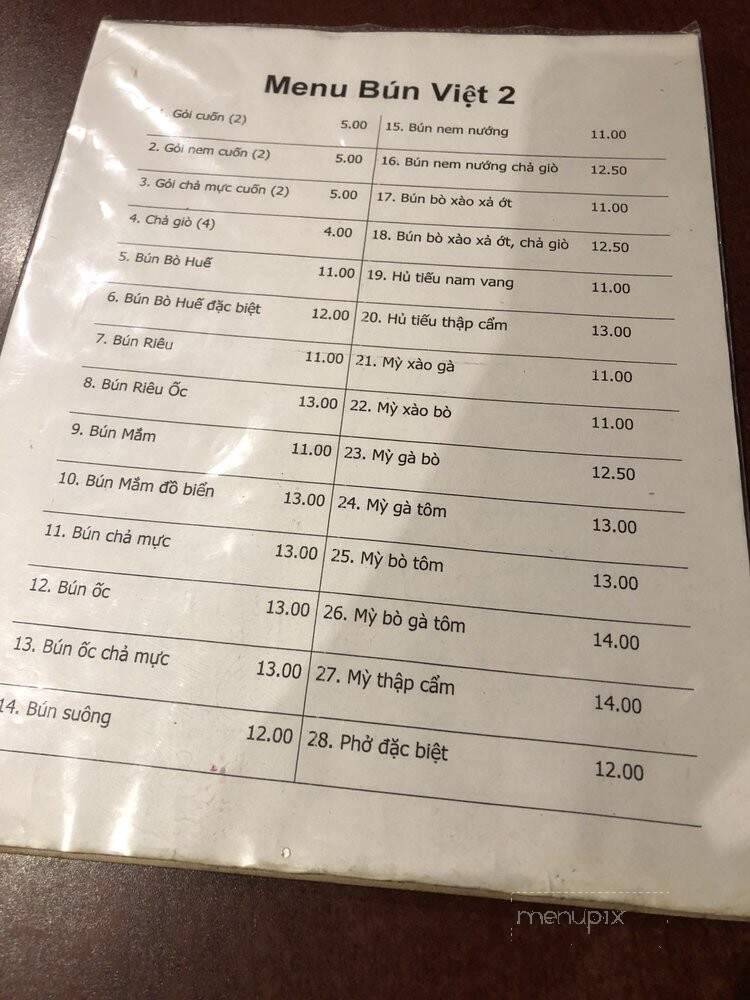 Menu Bún Việt 2
1. Gỏi cuốn (2) 5.00
2. Gỏi nem cuốn (2) 5.00
3. Gỏi chả mực cuốn (2) 5.00
4. Chả giò (4) 4.00
5. Bún Bò Huế 11.00
6. Bún Bò Huế đặc biệt 12.00
7. Bún Riêu 11.00
8. Bún Riêu Ốc 13.00
9. Bún Mắm 11.00
10. Bún Mắm đồ biển 13.00
11. Bún chả mực 13.00
12. Bún ốc 13.00
13. Bún ốc chả mực 13.00
14. Bún suông 12.00
15. Bún nem nướng 11.00
16. Bún nem nướng chả giò 12.50
17. Bún bò xào xả ớt 11.00
18. Bún bò xào xả ớt, chả giò 12.50
19. Hủ tiếu nam vang 11.00
20. Hủ tiếu thập cẩm 13.00
21. Mỳ xào gà 11.00
22. Mỳ xào bò 11.00
23. Mỳ gà bò 12.50
24. Mỳ gà tôm 13.00
25. Mỳ bò tôm 13.00
26. Mỳ bò gà tôm 14.00
27. Mỳ thập cẩm 14.00
28. Phở đặc biệt 12.00
menupix